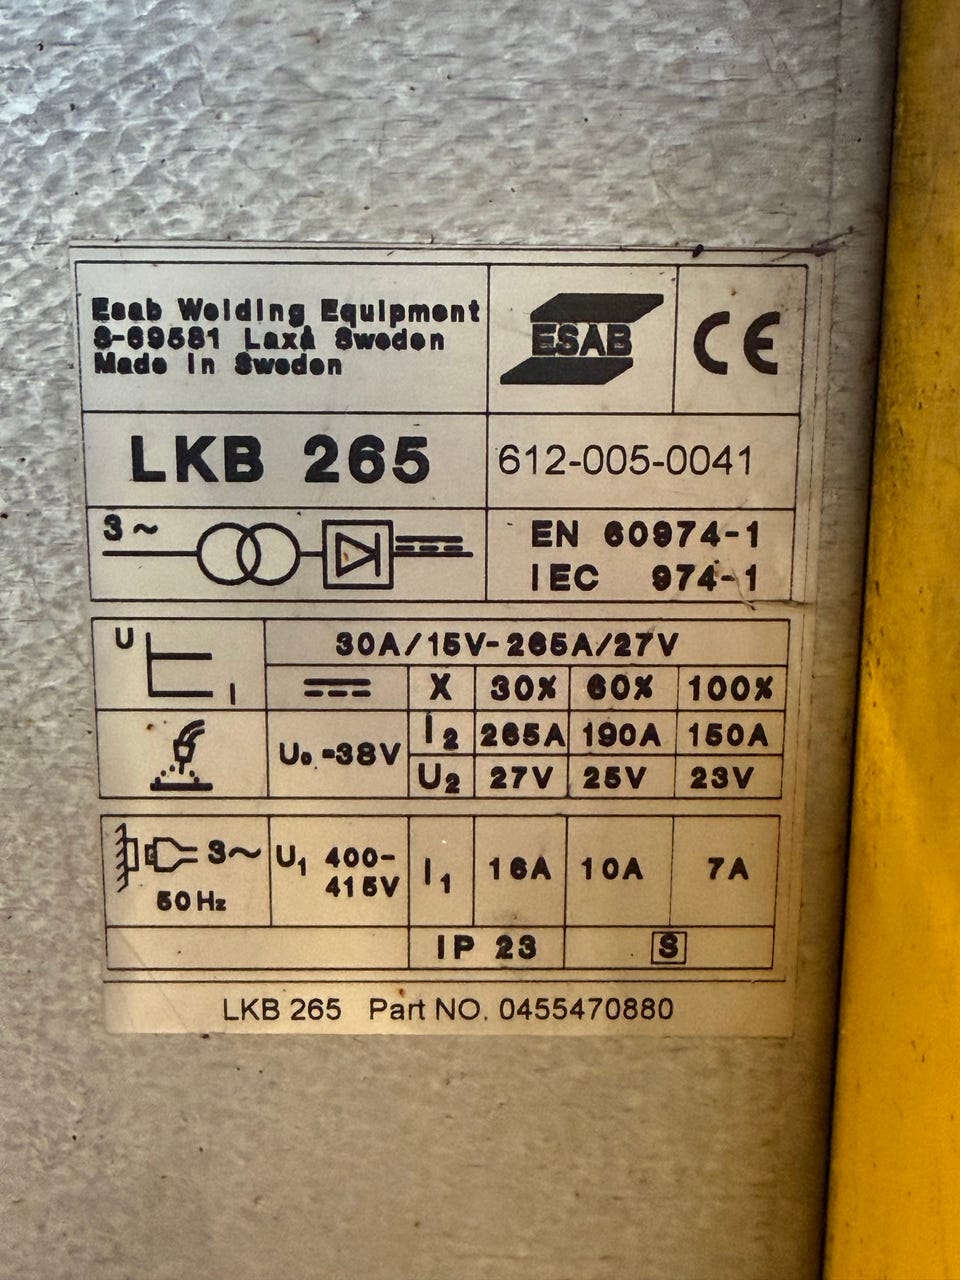 Esab Welding Equipment
S-69581 Laxå Sweden
Made in Sweden
ESAB
CE
LKB 265
612-005-0041
3~
EN 60974-1
IEC 974-1
U
I
30A/15V-265A/27V
X 30% 60% 100%
U₀ =38V
I₂ 265A 190A 150A
U₂ 27V 25V 23V
3~
50Hz
U₁ 400-
415V
I₁ 16A 10A 7A
IP 23
S
LKB 265 Part NO. 0455470880